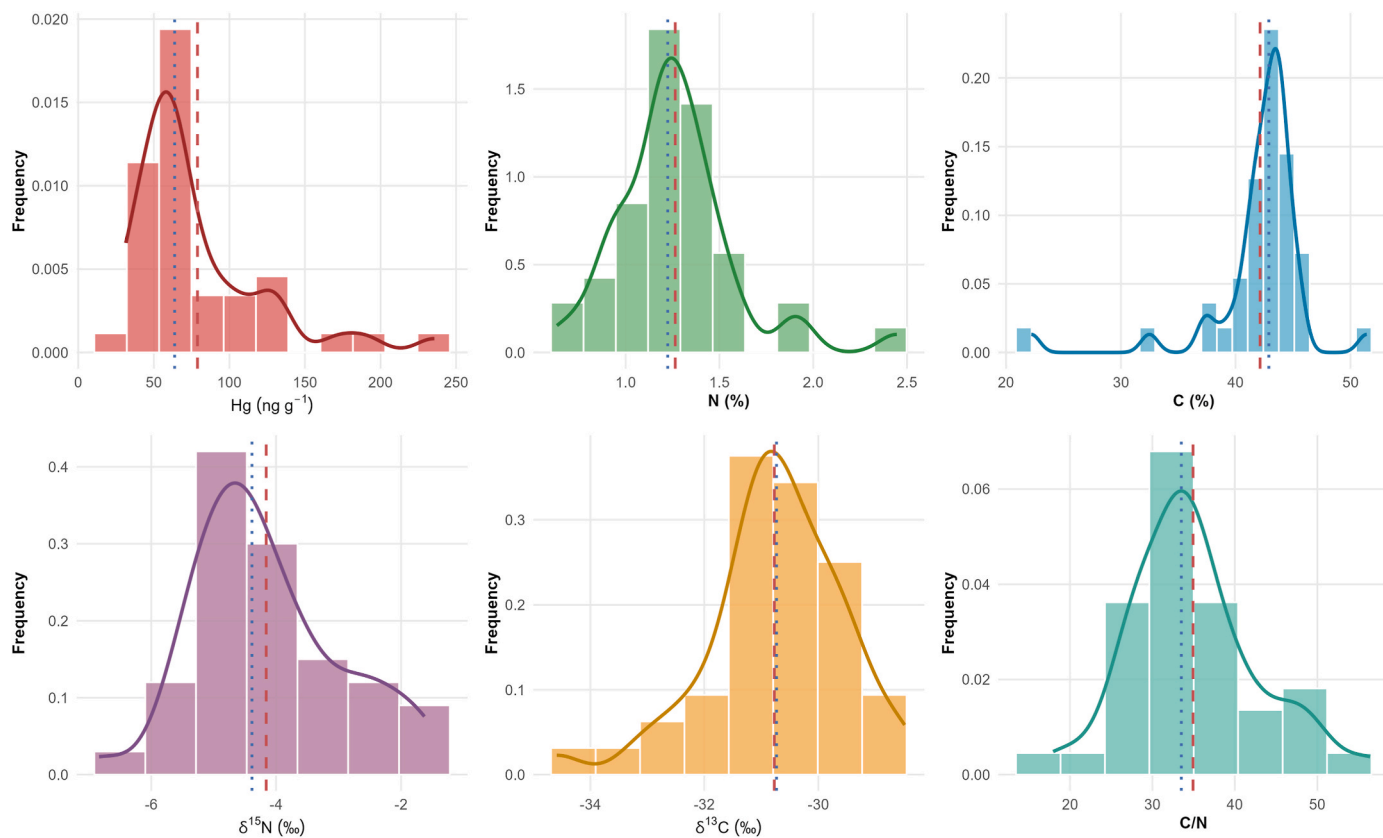 0.020
0.015
0.010
0.005
0.000
Frequency
0 50 100 150 200 250
Hg (ng g⁻¹)
1.5
1.0
0.5
0.0
Frequency
1.0 1.5 2.0 2.5
N (%)
0.20
0.15
0.10
0.05
0.00
Frequency
20 30 40 50
C (%)
0.4
0.3
0.2
0.1
0.0
Frequency
-6 -4 -2
δ¹⁵N (‰)
0.3
0.2
0.1
0.0
Frequency
-34 -32 -30
δ¹³C (‰)
0.06
0.04
0.02
0.00
Frequency
20 30 40 50
C/N